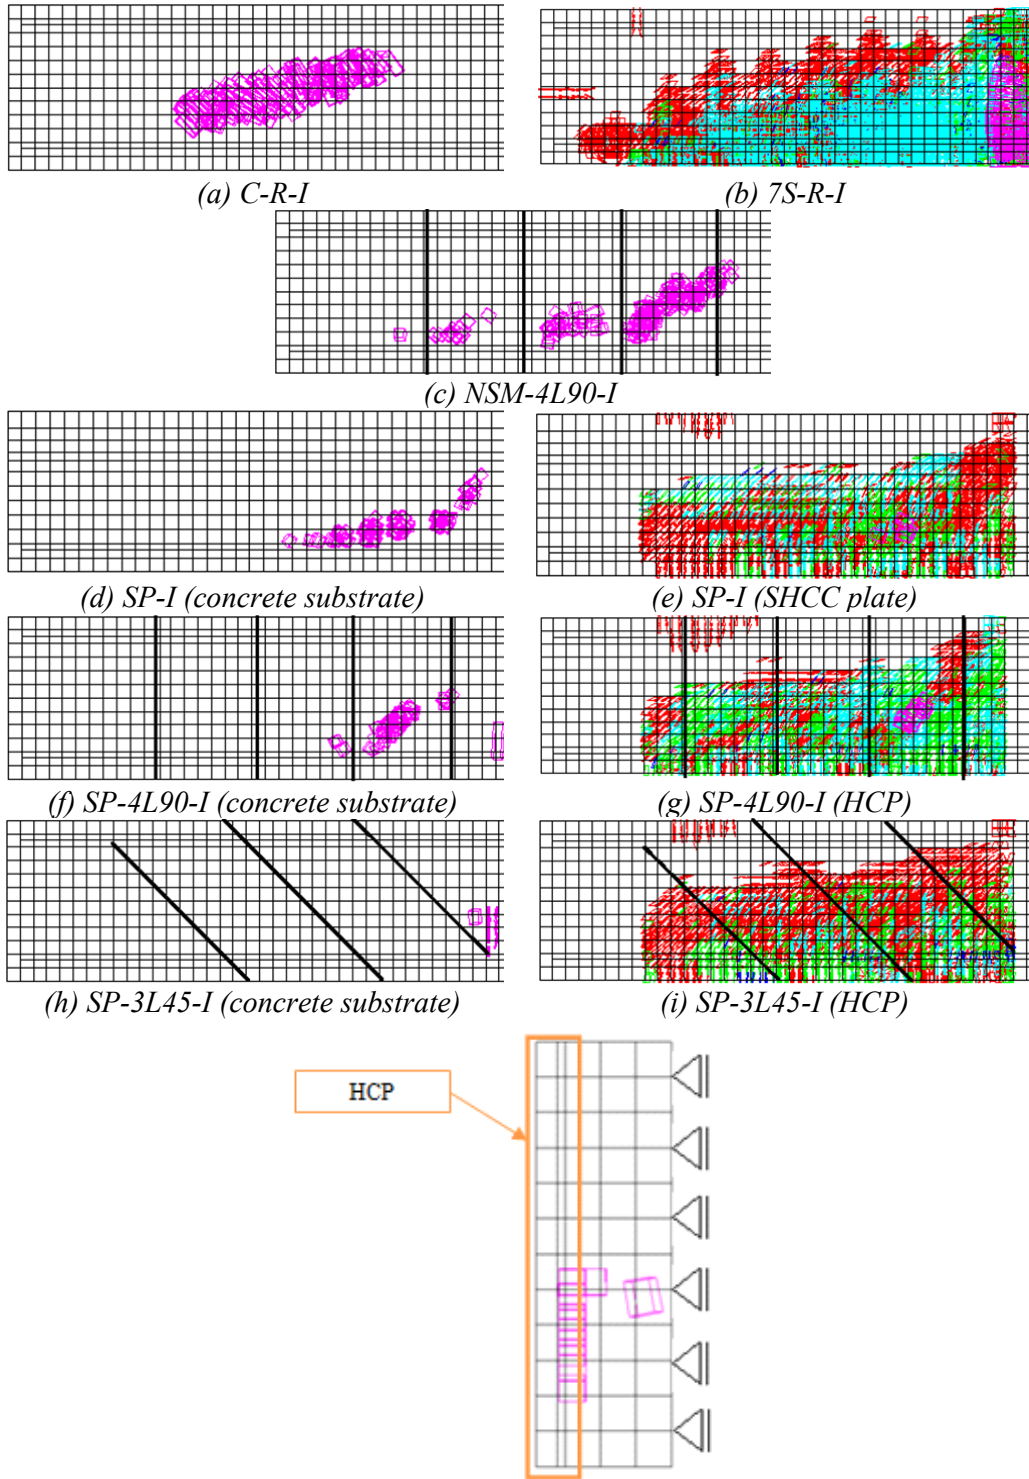 (a) C-R-I
(b) 7S-R-I
(c) NSM-4L90-I
(d) SP-I (concrete substrate)
(e) SP-I (SHCC plate)
(f) SP-4L90-I (concrete substrate)
(g) SP-4L90-I (HCP)
(h) SP-3L45-I (concrete substrate)
(i) SP-3L45-I (HCP)
HCP